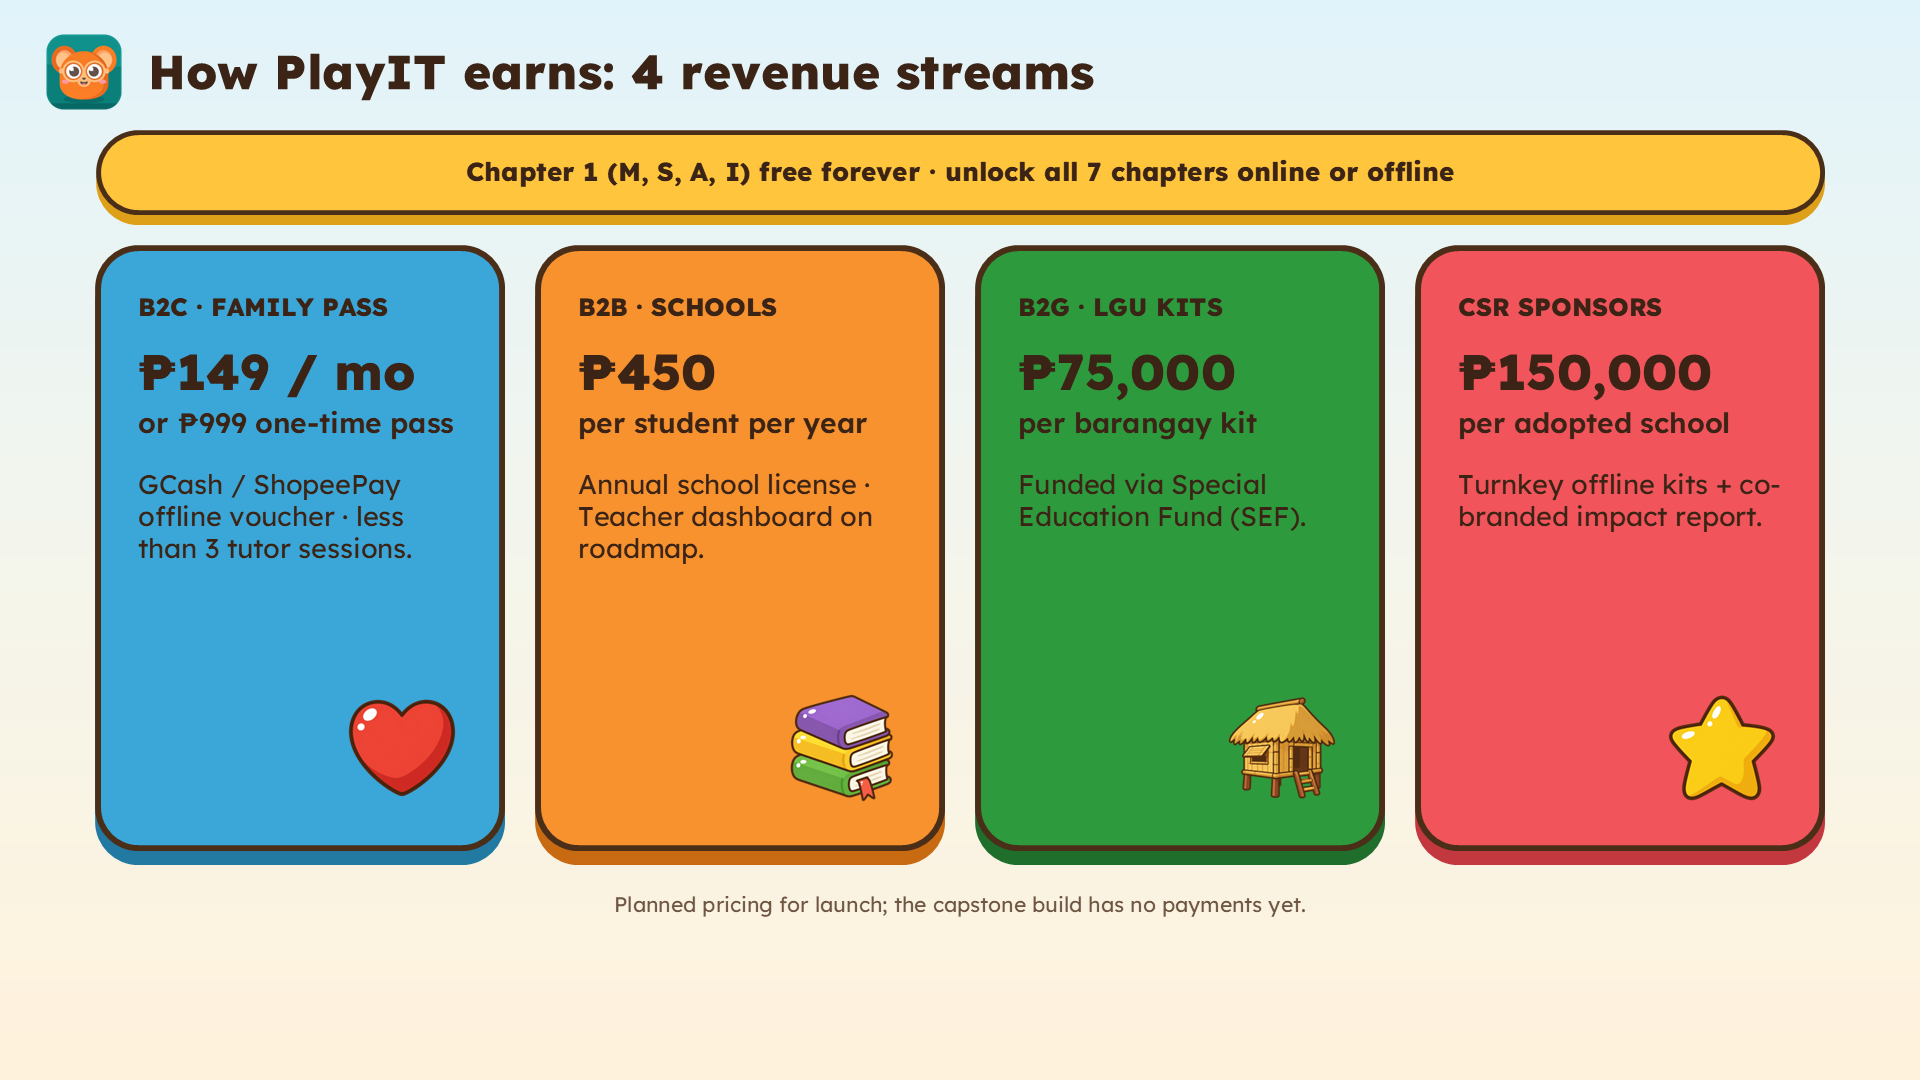 How PlayIT earns: 4 revenue streams
Chapter 1 (M, S, A, I) free forever · unlock all 7 chapters online or offline
B2C · FAMILY PASS
₱149 / mo
or ₱999 one-time pass
GCash / ShopeePay
offline voucher · less
than 3 tutor sessions.
B2B · SCHOOLS
₱450
per student per year
Annual school license ·
Teacher dashboard on
roadmap.
B2G · LGU KITS
₱75,000
per barangay kit
Funded via Special
Education Fund (SEF).
CSR SPONSORS
₱150,000
per adopted school
Turnkey offline kits + co-
branded impact report.
Planned pricing for launch; the capstone build has no payments yet.